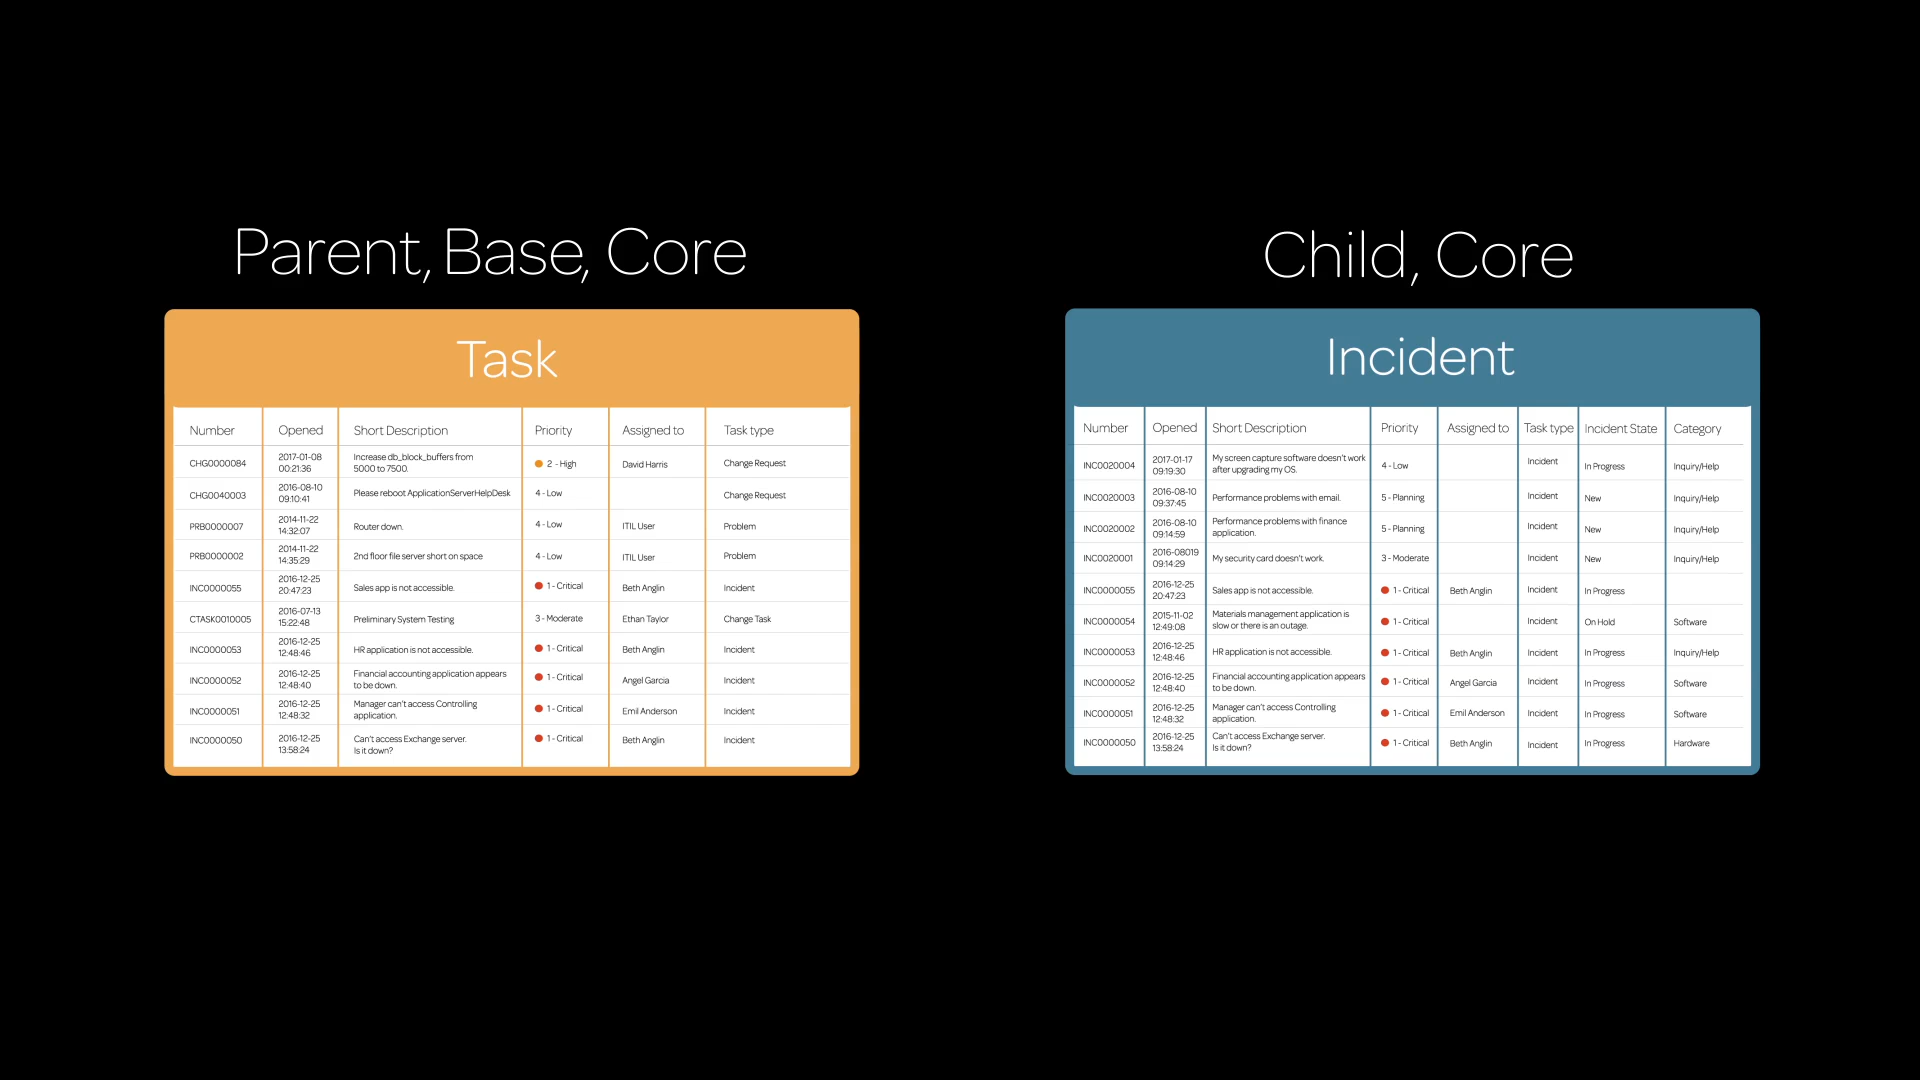 Parent, Base, Core
Task
Number Opened Short Description Priority Assigned to Task type
CHG0000084 2017-01-08 00:21:36 Increase db_block_buffers from 5000 to 7500. 2 - High David Harris Change Request
CHG0040003 2016-08-10 09:10:41 Please reboot ApplicationServerHelpDesk 4 - Low Change Request
PRB0000007 2014-11-22 14:32:07 Router down. 4 - Low ITIL User Problem
PRB0000002 2014-11-22 14:35:29 2nd floor file server short on space 4 - Low ITIL User Problem
INC0000055 2016-12-25 20:47:23 Sales app is not accessible. 1 - Critical Beth Anglin Incident
CTASK0010005 2016-07-13 15:22:48 Preliminary System Testing 3 - Moderate Ethan Taylor Change Task
INC0000053 2016-12-25 12:48:46 HR application is not accessible. 1 - Critical Beth Anglin Incident
INC0000052 2016-12-25 12:48:40 Financial accounting application appears to be down. 1 - Critical Angel Garcia Incident
INC0000051 2016-12-25 12:48:32 Manager can't access Controlling application. 1 - Critical Emil Anderson Incident
INC0000050 2016-12-25 13:58:24 Can't access Exchange server. Is it down? 1 - Critical Beth Anglin Incident
Child, Core
Incident
Number Opened Short Description Priority Assigned to Task type Incident State Category
INC0020004 2017-01-17 09:19:30 My screen capture software doesn't work after upgrading my OS. 4 - Low Incident In Progress Inquiry/Help
INC0020003 2016-08-10 09:37:45 Performance problems with email. 5 - Planning Incident New Inquiry/Help
INC0020002 2016-08-10 09:14:59 Performance problems with finance application. 5 - Planning Incident New Inquiry/Help
INC0020001 2016-08019 09:14:29 My security card doesn't work. 3 - Moderate Incident New Inquiry/Help
INC0000055 2016-12-25 20:47:23 Sales app is not accessible. 1 - Critical Beth Anglin Incident In Progress
INC0000054 2015-11-02 12:49:08 Materials management application is slow or there is an outage. 1 - Critical Incident On Hold Software
INC0000053 2016-12-25 12:48:46 HR application is not accessible. 1 - Critical Beth Anglin Incident In Progress Inquiry/Help
INC0000052 2016-12-25 12:48:40 Financial accounting application appears to be down. 1 - Critical Angel Garcia Incident In Progress Software
INC0000051 2016-12-25 12:48:32 Manager can't access Controlling application. 1 - Critical Emil Anderson Incident In Progress Software
INC0000050 2016-12-25 13:58:24 Can't access Exchange server. Is it down? 1 - Critical Beth Anglin Incident In Progress Hardware